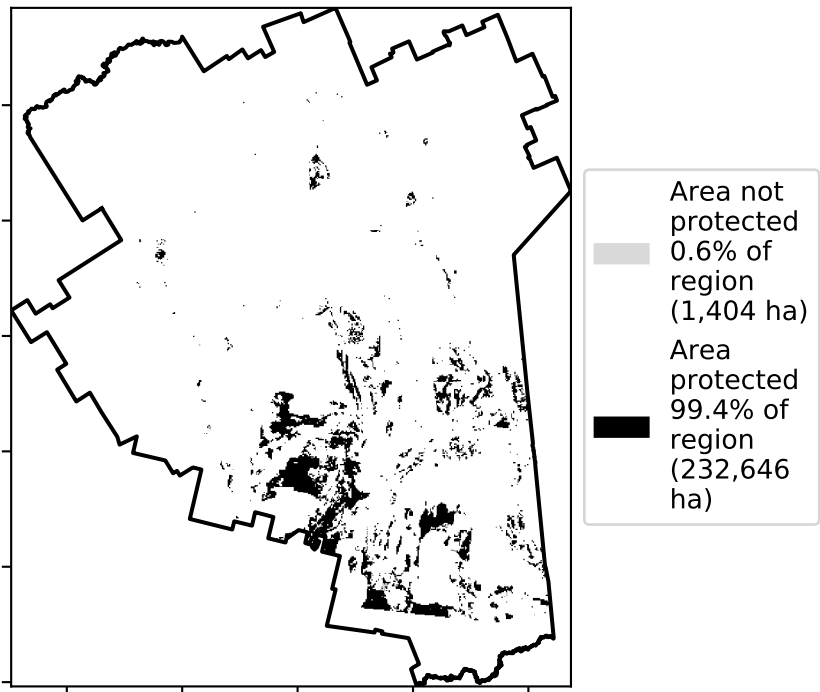 Area not
protected
0.6% of
region
(1,404 ha)
Area
protected
99.4% of
region
(232,646
ha)